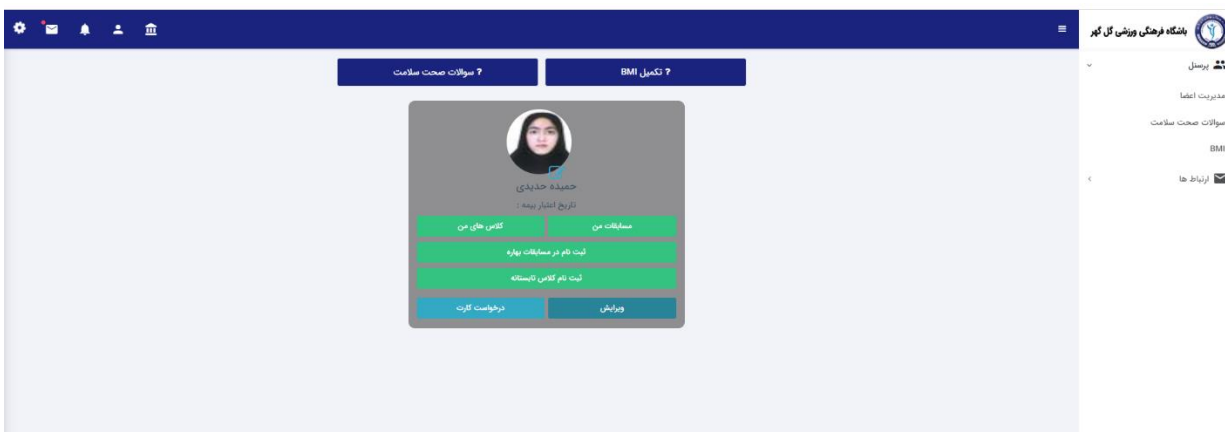 باشگاه فرهنگی ورزشی گل گهر
پرسنل
مدیریت اعضا
سوالات صحت سلامت
BMI
ارتباط ها
? تکمیل BMI
? سوالات صحت سلامت
حمیده حدیدی
تاریخ اعتبار بیمه :
مسابقات من
کلاس های من
ثبت نام در مسابقات بهاره
ثبت نام کلاس تابستانه
ویرایش
درخواست کارت